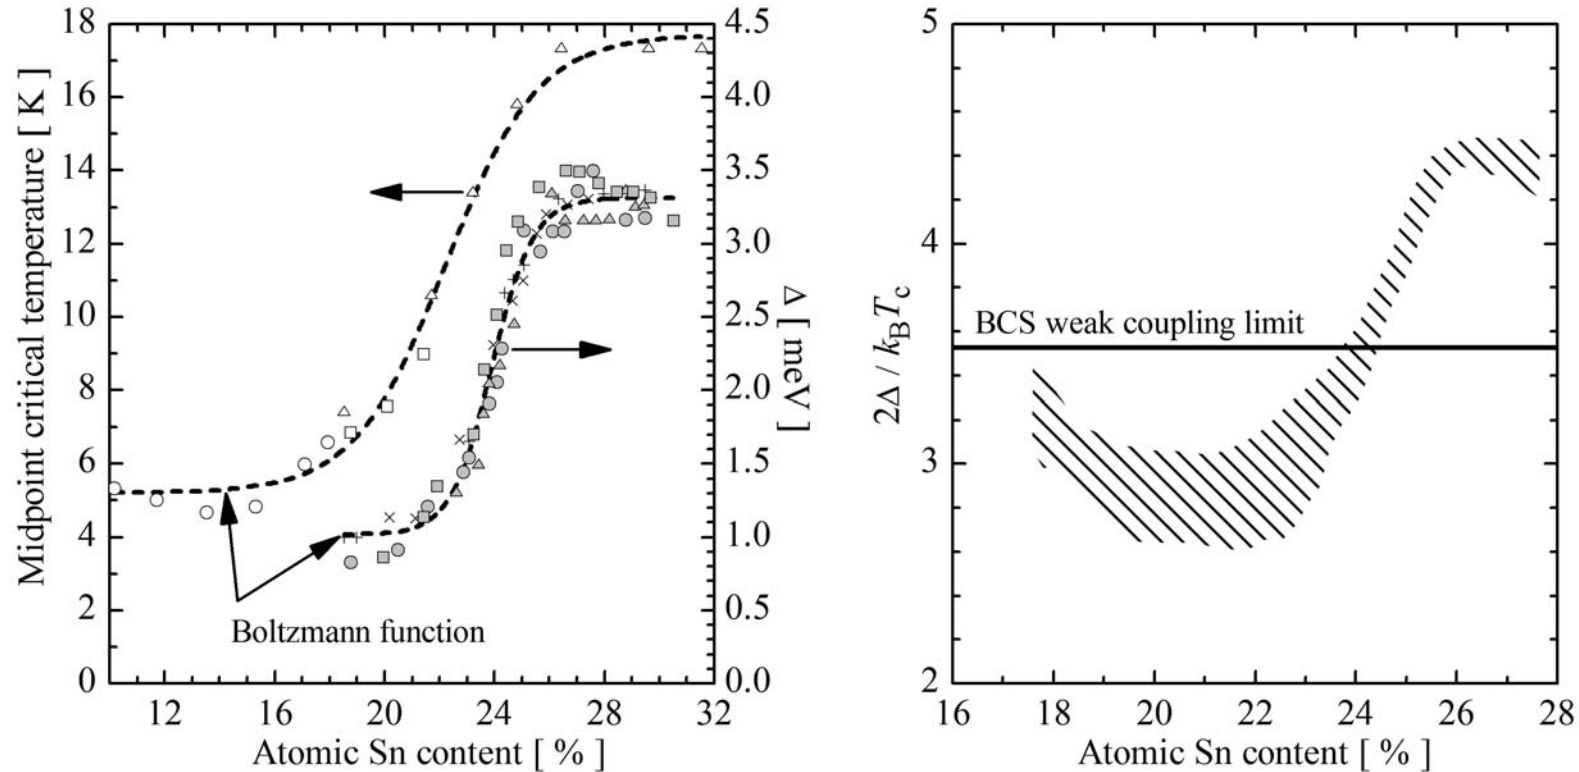 Midpoint critical temperature [ K ]
18
16
14
12
10
8
6
4
2
0
12 16 20 24 28 32
Atomic Sn content [ % ]
Boltzmann function
4.5
4.0
3.5
3.0
2.5
2.0
1.5
1.0
0.5
0.0
Δ [ meV ]
2Δ / kBTc
5
4
3
2
BCS weak coupling limit
16 18 20 22 24 26 28
Atomic Sn content [ % ]